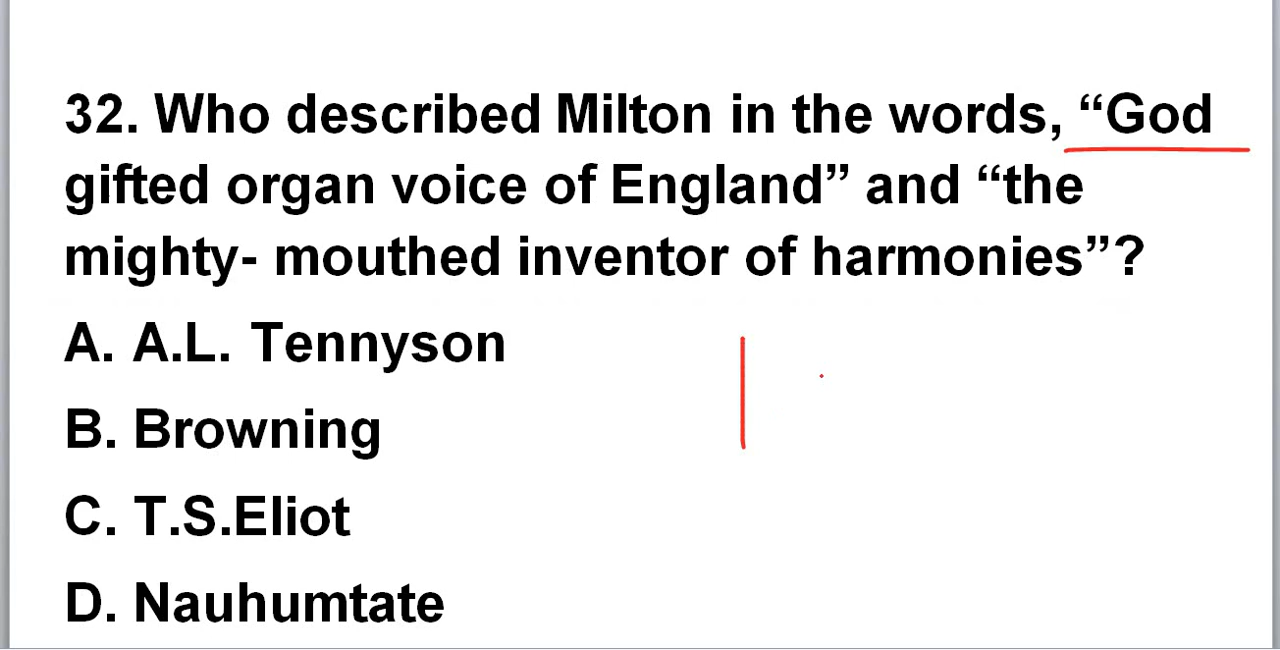 32. Who described Milton in the words, “God
gifted organ voice of England” and “the
mighty- mouthed inventor of harmonies”?
A. A.L. Tennyson
B. Browning
C. T.S.Eliot
D. Nauhumtate